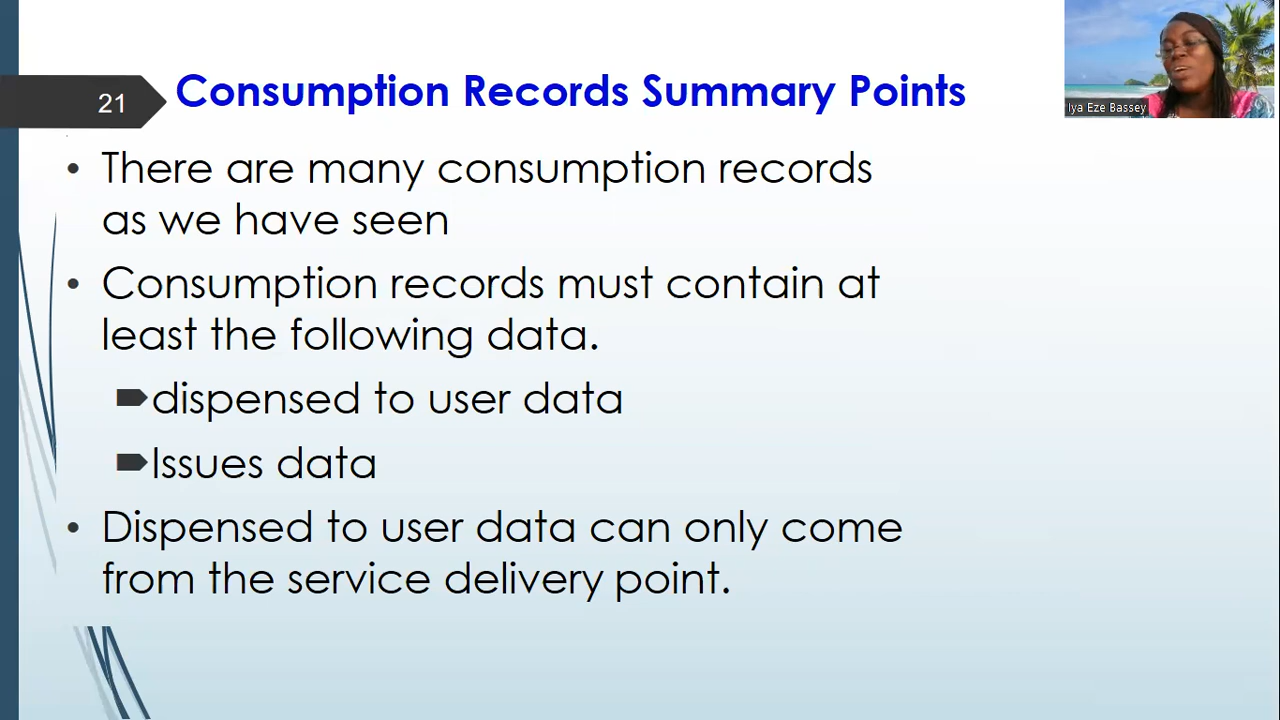 21
Consumption Records Summary Points
Iya Eze Bassey
• There are many consumption records
as we have seen
• Consumption records must contain at
least the following data.
dispensed to user data
Issues data
• Dispensed to user data can only come
from the service delivery point.